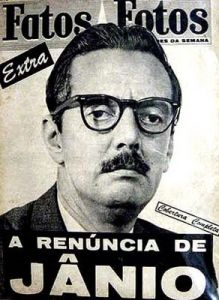 Fatos Fotos
ES DA SEMANA
Extra
Cobertura Completa
A RENÚNCIA DE
JÂNIO